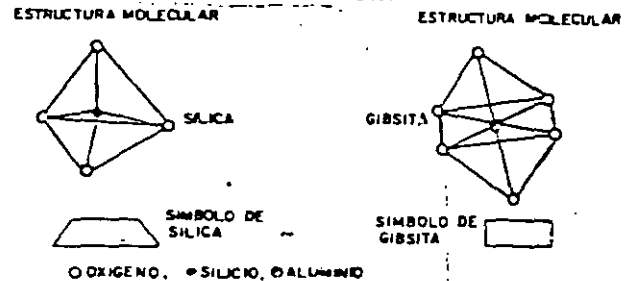 ESTRUCTURA MOLECULAR
SILICA
SIMBOLO DE
SILICA
ESTRUCTURA MOLECULAR
GIBSITA
SIMBOLO DE
GIBSITA
OXIGENO, SILICIO, ALUMINIO